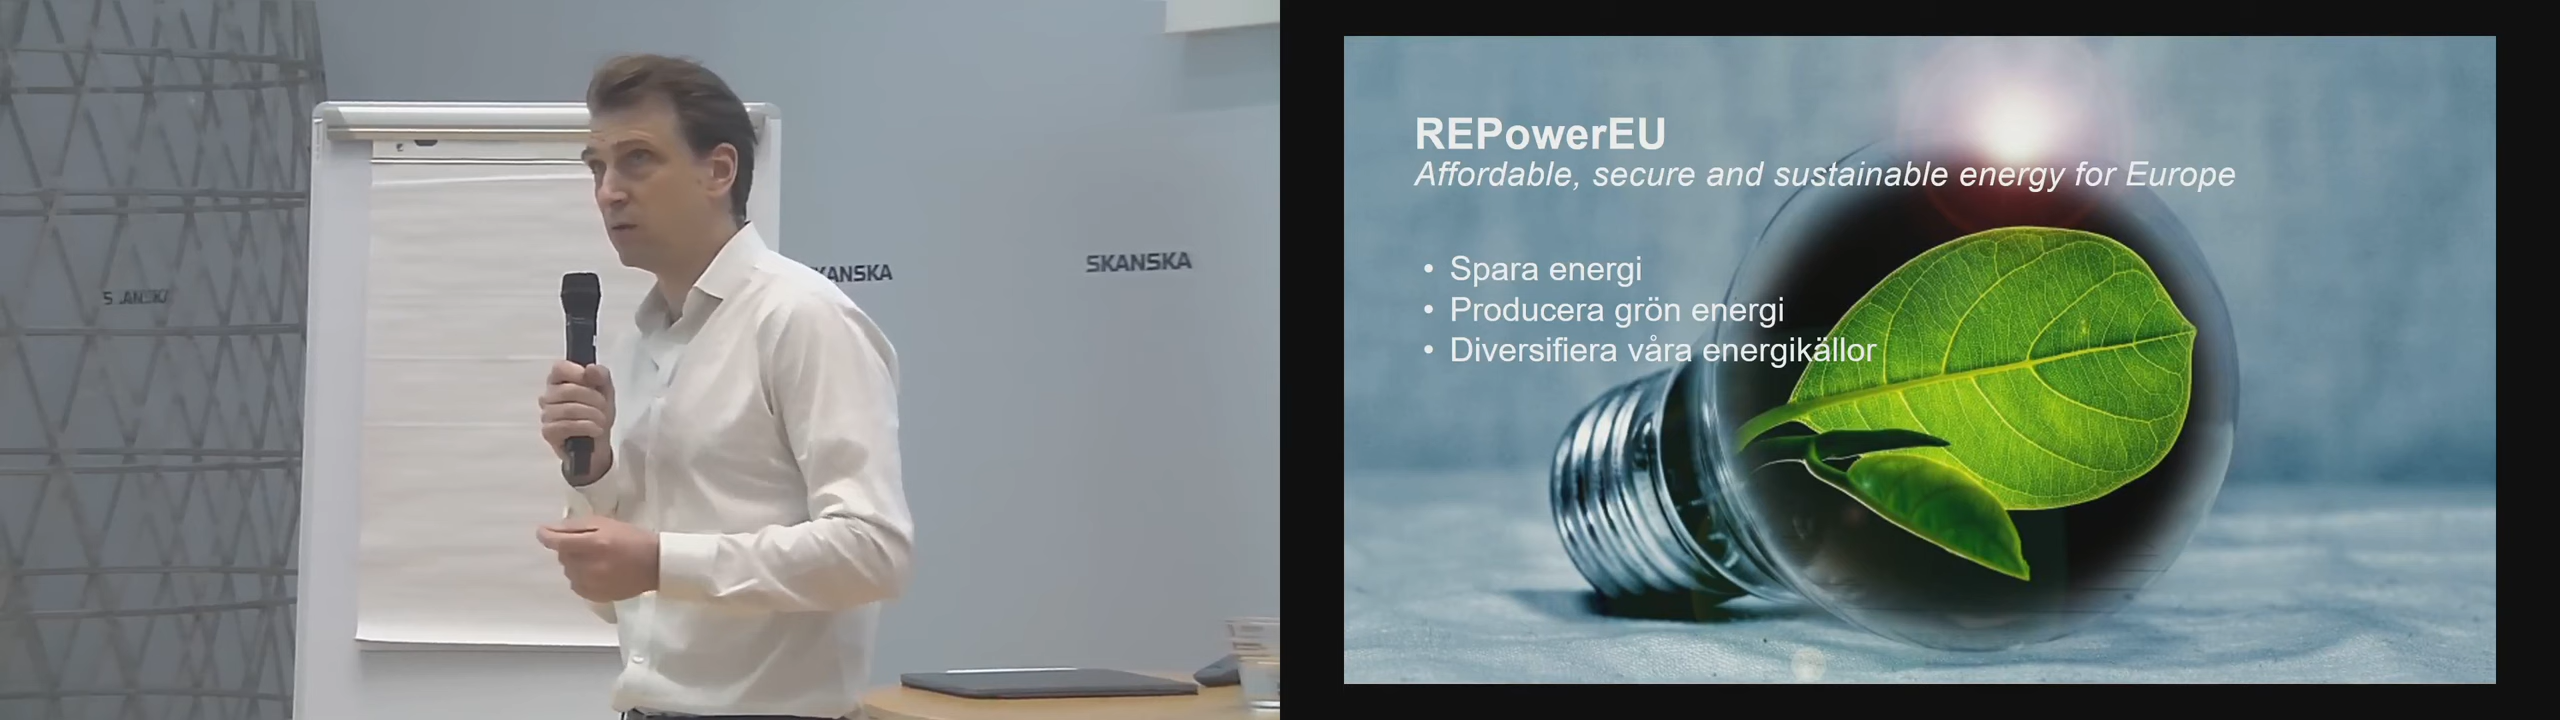 SKANSKA
SKANSKA
REPowerEU
Affordable, secure and sustainable energy for Europe
• Spara energi
• Producera grön energi
• Diversifiera våra energikällor